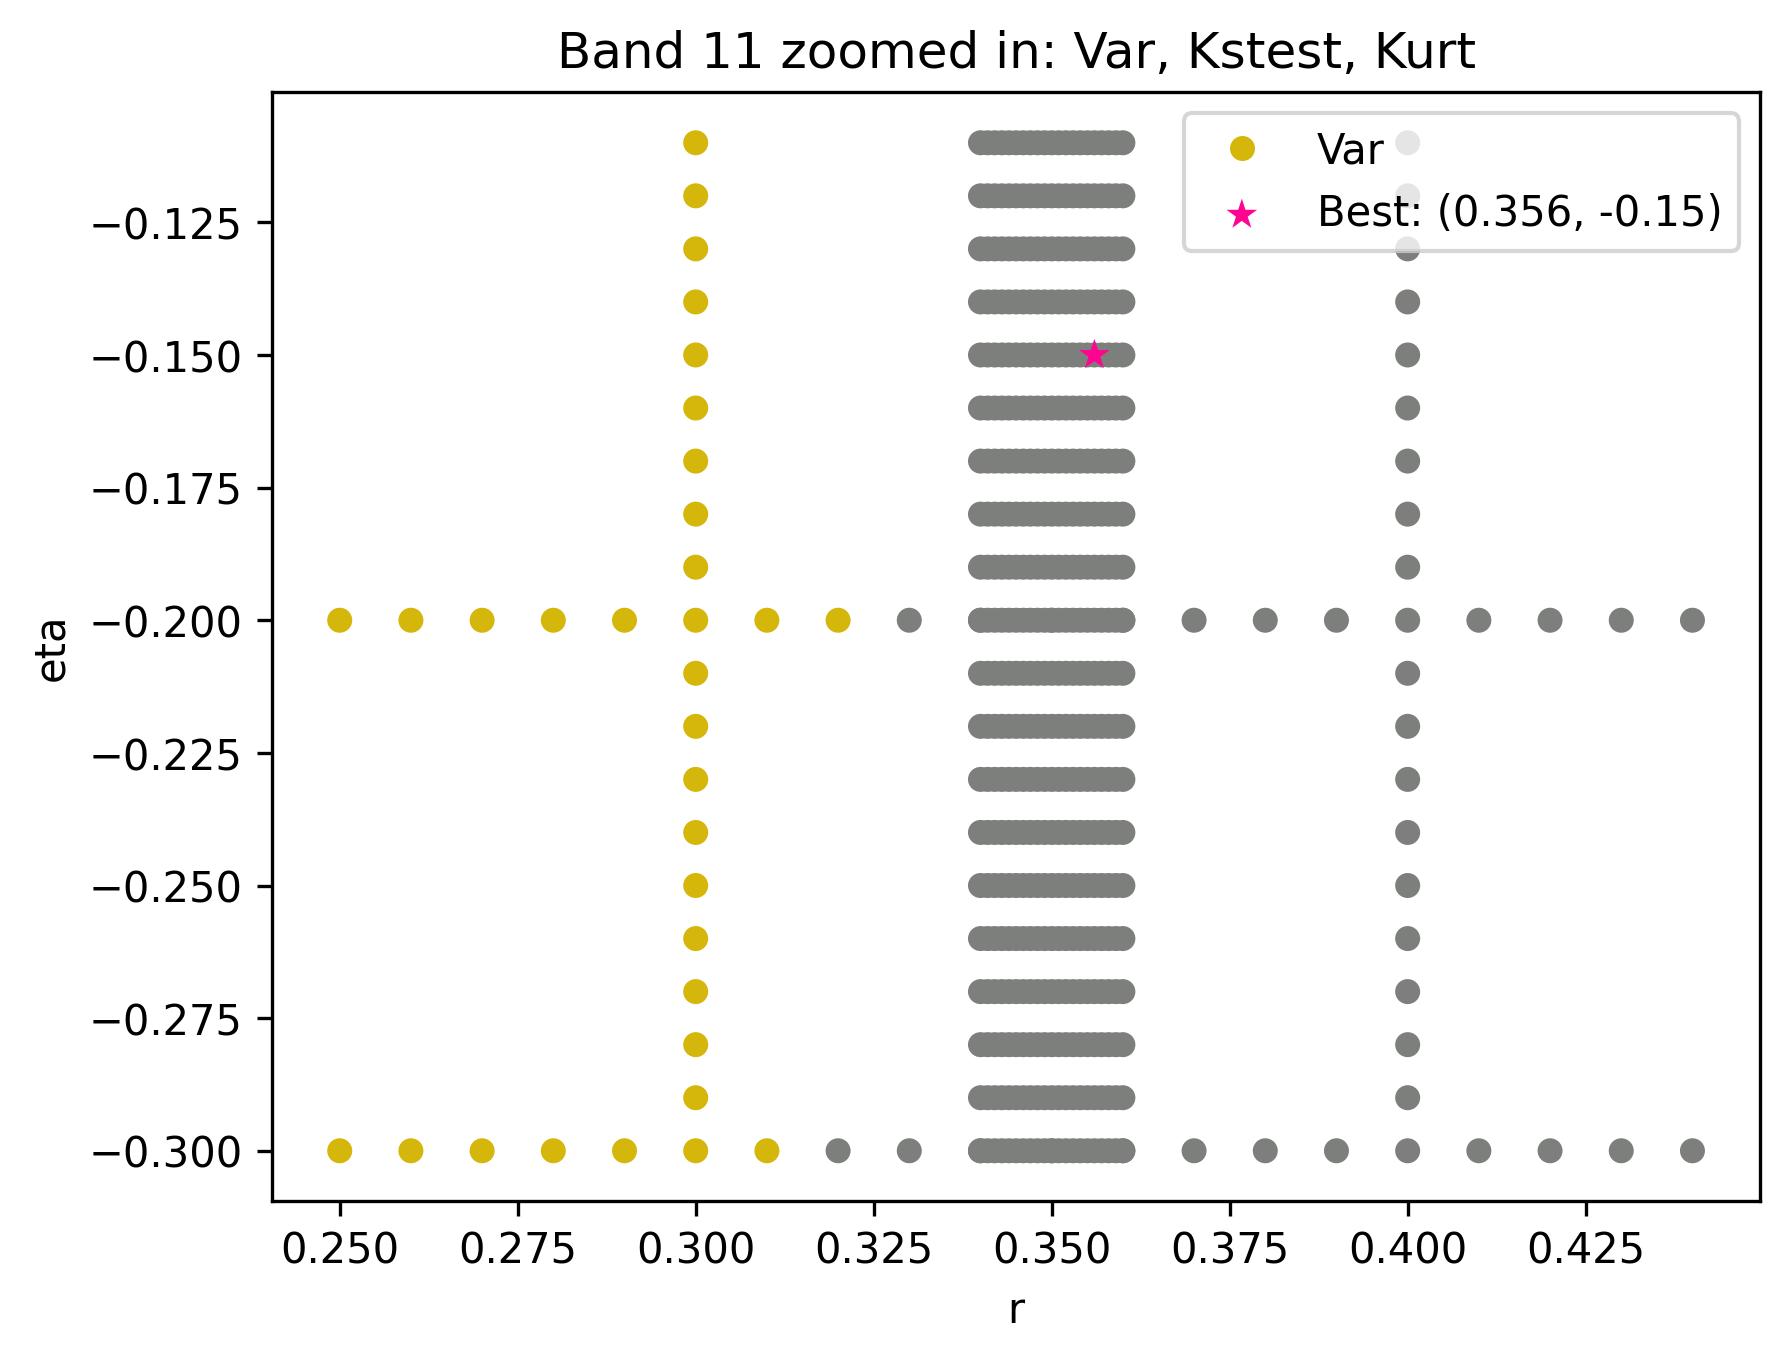 Band 11 zoomed in: Var, Kstest, Kurt
Var
Best: (0.356, -0.15)
−0.125
−0.150
−0.175
−0.200
−0.225
−0.250
−0.275
−0.300
eta
0.250 0.275 0.300 0.325 0.350 0.375 0.400 0.425
r